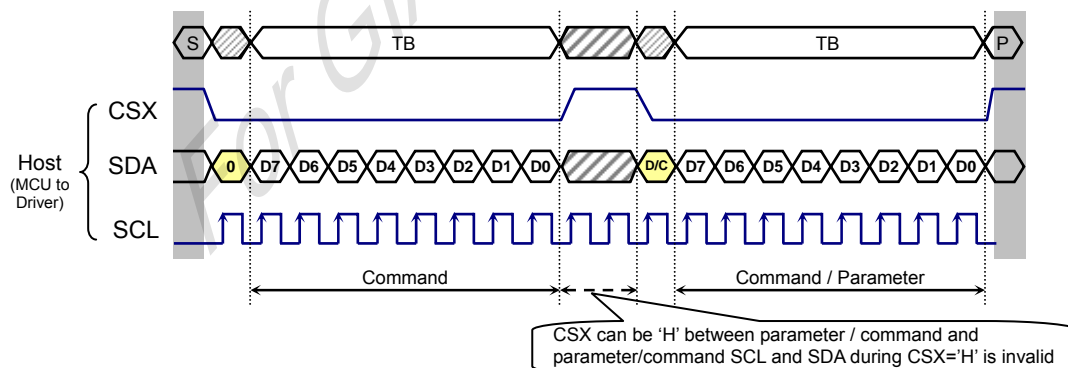 S TB TB P
CSX
Host
(MCU to
Driver)
SDA 0 D7 D6 D5 D4 D3 D2 D1 D0 D/C D7 D6 D5 D4 D3 D2 D1 D0
SCL
Command Command / Parameter
CSX can be ‘H’ between parameter / command and
parameter/command SCL and SDA during CSX=’H’ is invalid
For